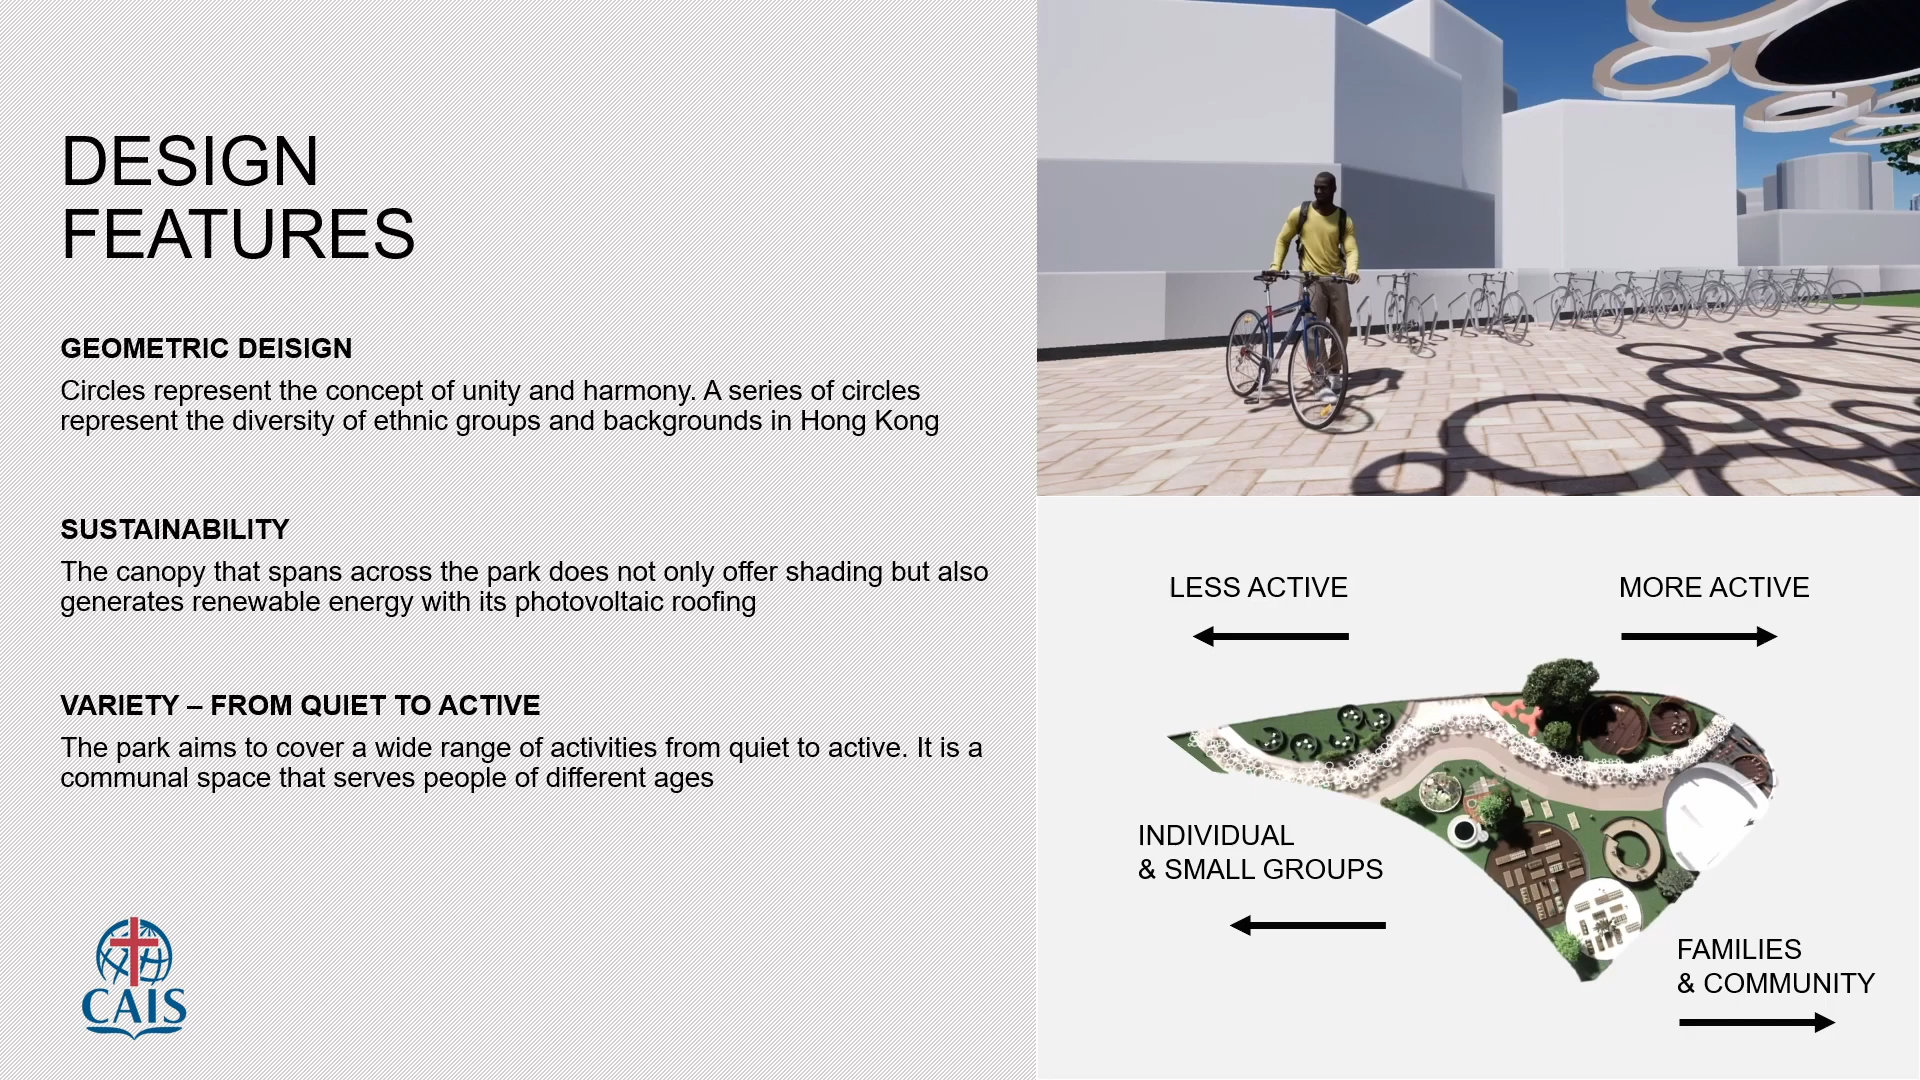 DESIGN
FEATURES
GEOMETRIC DEISIGN
Circles represent the concept of unity and harmony. A series of circles
represent the diversity of ethnic groups and backgrounds in Hong Kong
SUSTAINABILITY
The canopy that spans across the park does not only offer shading but also
generates renewable energy with its photovoltaic roofing
VARIETY – FROM QUIET TO ACTIVE
The park aims to cover a wide range of activities from quiet to active. It is a
communal space that serves people of different ages
CAIS
LESS ACTIVE
MORE ACTIVE
INDIVIDUAL
& SMALL GROUPS
FAMILIES
& COMMUNITY